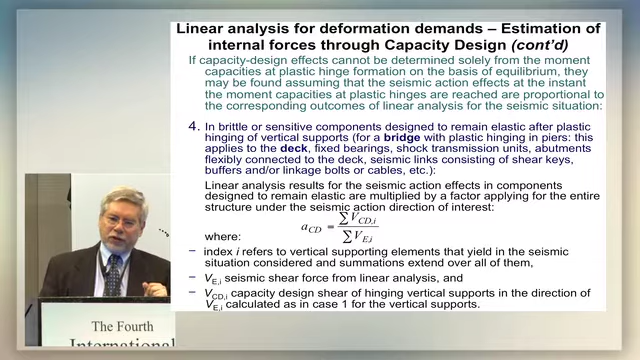 Linear analysis for deformation demands – Estimation of
internal forces through Capacity Design (cont'd)
If capacity-design effects cannot be determined solely from the moment
capacities at plastic hinge formation on the basis of equilibrium, they
may be found assuming that the seismic action effects at the instant
the moment capacities at plastic hinges are reached are proportional to
the corresponding outcomes of linear analysis for the seismic situation:
4. In brittle or sensitive components designed to remain elastic after plastic
hinging of vertical supports (for a bridge with plastic hinging in piers: this
applies to the deck, fixed bearings, shock transmission units, abutments
flexibly connected to the deck, seismic links consisting of shear keys,
buffers and/or linkage bolts or cables, etc.):
Linear analysis results for the seismic action effects in components
designed to remain elastic are multiplied by a factor applying for the entire
structure under the seismic action direction of interest:
a_CD = ∑V_CD,i / ∑V_E,i
where:
– index i refers to vertical supporting elements that yield in the seismic
situation considered and summations extend over all of them,
– V_E,i seismic shear force from linear analysis, and
– V_CD,i capacity design shear of hinging vertical supports in the direction of
V_E,i calculated as in case 1 for the vertical supports.
The Fourth
International